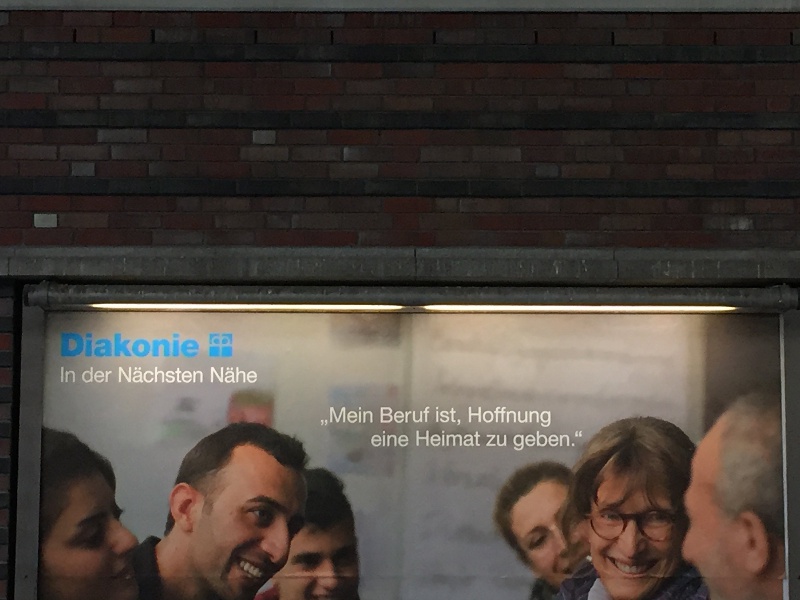 Diakonie
In der Nächsten Nähe
„Mein Beruf ist, Hoffnung
eine Heimat zu geben.“